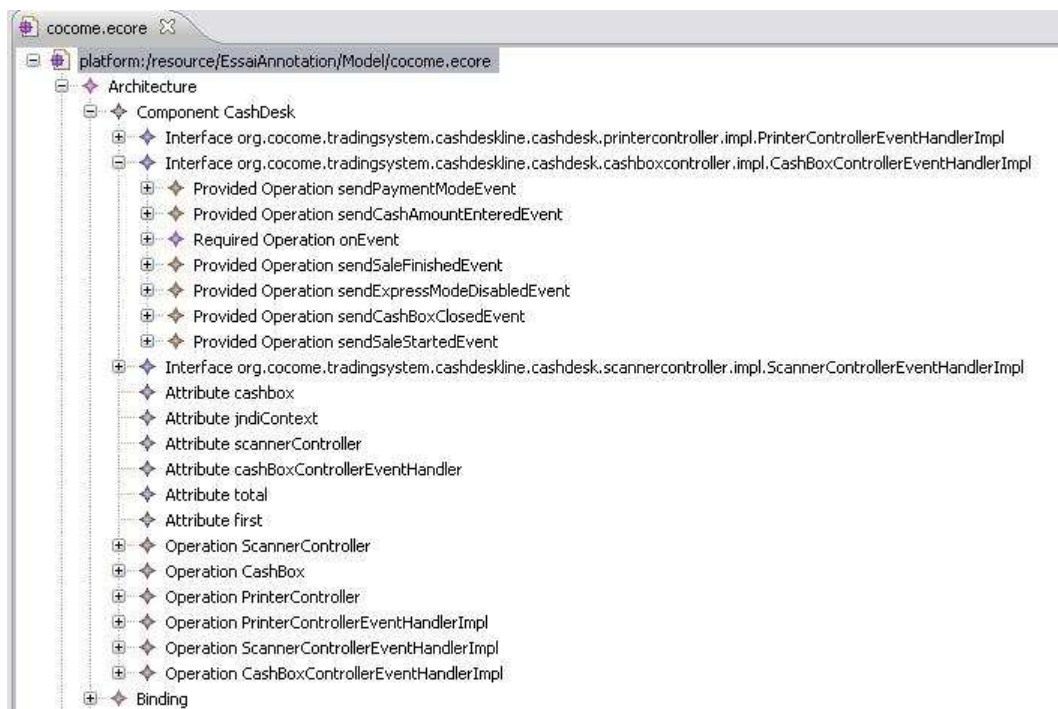 cocome.ecore
platform:/resource/EssaiAnnotation/Model/cocome.ecore
Architecture
Component CashDesk
Interface org.cocome.tradingsystem.cashdeskline.cashdesk.printercontroller.impl.PrinterControllerEventHandlerImpl
Interface org.cocome.tradingsystem.cashdeskline.cashdesk.cashboxcontroller.impl.CashBoxControllerEventHandlerImpl
Provided Operation sendPaymentModeEvent
Provided Operation sendCashAmountEnteredEvent
Required Operation onEvent
Provided Operation sendSaleFinishedEvent
Provided Operation sendExpressModeDisabledEvent
Provided Operation sendCashBoxClosedEvent
Provided Operation sendSaleStartedEvent
Interface org.cocome.tradingsystem.cashdeskline.cashdesk.scannercontroller.impl.ScannerControllerEventHandlerImpl
Attribute cashbox
Attribute jndiContext
Attribute scannerController
Attribute cashBoxControllerEventHandler
Attribute total
Attribute first
Operation ScannerController
Operation CashBox
Operation PrinterController
Operation PrinterControllerEventHandlerImpl
Operation ScannerControllerEventHandlerImpl
Operation CashBoxControllerEventHandlerImpl
Binding